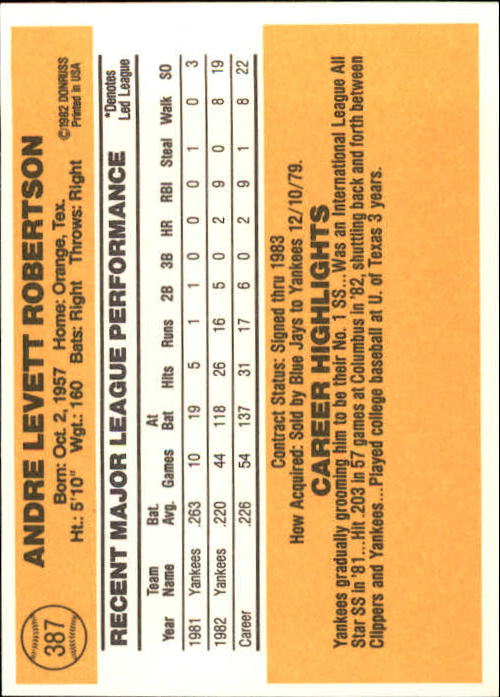 387
ANDRE LEVETT ROBERTSON
Born: Oct. 2, 1957 Home: Orange, Tex.
Ht.: 5'10" Wgt.: 160 Bats: Right Throws: Right
©1982 DONRUSS
Printed in USA
RECENT MAJOR LEAGUE PERFORMANCE
*Denotes
Led League
Year Team Name Bat. Avg. Games At Bat Hits Runs 2B 3B HR RBI Steal Walk SO
1981 Yankees .263 10 19 5 1 1 0 0 0 1 0 3
1982 Yankees .220 44 118 26 16 5 0 2 9 0 8 19
Career .226 54 137 31 17 6 0 2 9 1 8 22
Contract Status: Signed thru 1983
How Acquired: Sold by Blue Jays to Yankees 12/10/79.
CAREER HIGHLIGHTS
Yankees gradually grooming him to be their No. 1 SS... Was an International League All
Star SS in '81...Hit .203 in 57 games at Columbus in '82, shuttling back and forth between
Clippers and Yankees...Played college baseball at U. of Texas 3 years.